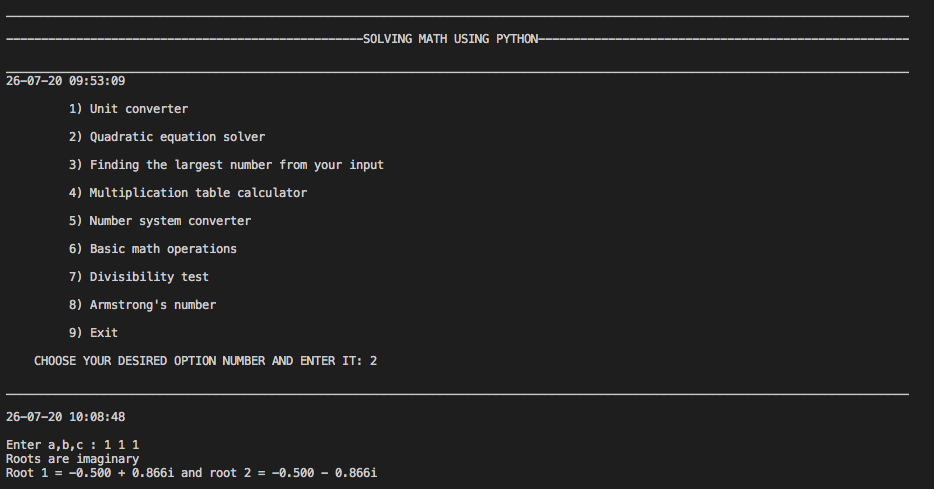 SOLVING MATH USING PYTHON
26-07-20 09:53:09
1) Unit converter
2) Quadratic equation solver
3) Finding the largest number from your input
4) Multiplication table calculator
5) Number system converter
6) Basic math operations
7) Divisibility test
8) Armstrong's number
9) Exit
CHOOSE YOUR DESIRED OPTION NUMBER AND ENTER IT: 2
26-07-20 10:08:48
Enter a,b,c : 1 1 1
Roots are imaginary
Root 1 = -0.500 + 0.866i and root 2 = -0.500 - 0.866i